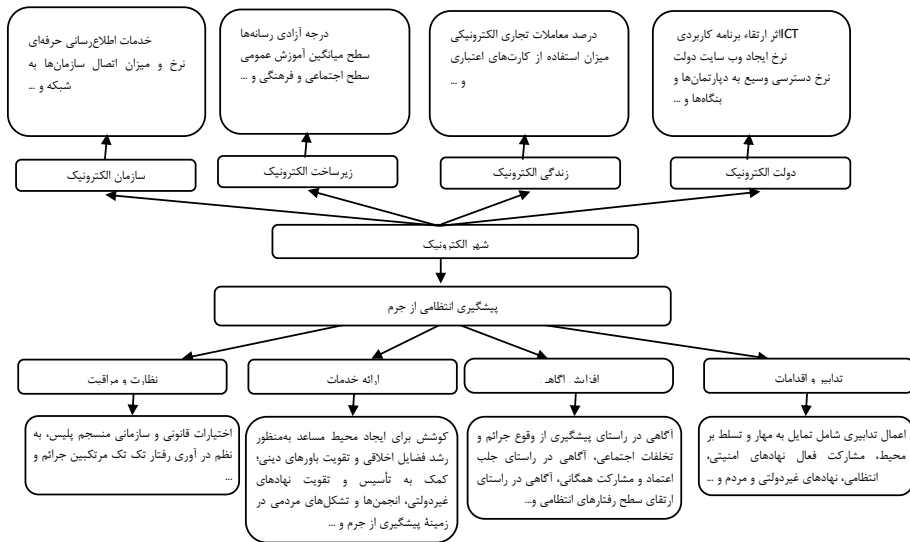 ICTاثر ارتقاء برنامه کاربردی
نرخ ایجاد وب سایت دولت
نرخ دسترسی وسیع به دپارتمان‌ها و
بنگاه‌ها و ...
درصد معاملات تجاری الکترونیکی
میزان استفاده از کارت‌های اعتباری
و ...
درجه آزادی رسانه‌ها
سطح میانگین آموزش عمومی
سطح اجتماعی و فرهنگی و ...
خدمات اطلاع‌رسانی حرفه‌ای
نرخ و میزان اتصال سازمان‌ها به
شبکه و ...
دولت الکترونیک
زندگی الکترونیک
زیرساخت الکترونیک
سازمان الکترونیک
شهر الکترونیک
پیشگیری انتظامی از جرم
تدابیر و اقدامات
افزایش آگاهی
ارائه خدمات
نظارت و مراقبت
اعمال تدابیری شامل تمایل به مهار و تسلط بر
محیط، مشارکت فعال نهادهای امنیتی،
انتظامی، نهادهای غیردولتی و مردم و ...
آگاهی در راستای پیشگیری از وقوع جرائم و
تخلفات اجتماعی، آگاهی در راستای جلب
اعتماد و مشارکت همگانی، آگاهی در راستای
ارتقای سطح رفتارهای انتظامی و...
کوشش برای ایجاد محیط مساعد به‌منظور
رشد فضایل اخلاقی و تقویت باورهای دینی؛
کمک به تأسیس و تقویت نهادهای
غیردولتی، انجمن‌ها و تشکل‌های مردمی در
زمینۀ پیشگیری از جرم و ...
اختیارات قانونی و سازمانی منسجم پلیس، به
نظم در آوری رفتار تک تک مرتکبین جرائم و
...